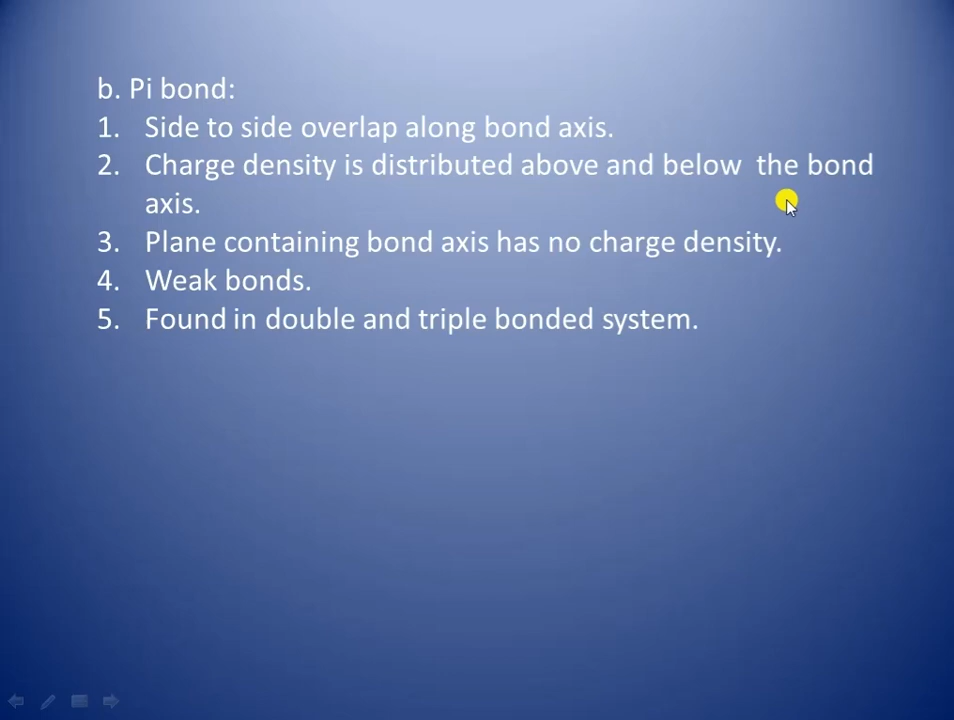 b. Pi bond:
1. Side to side overlap along bond axis.
2. Charge density is distributed above and below the bond
axis.
3. Plane containing bond axis has no charge density.
4. Weak bonds.
5. Found in double and triple bonded system.